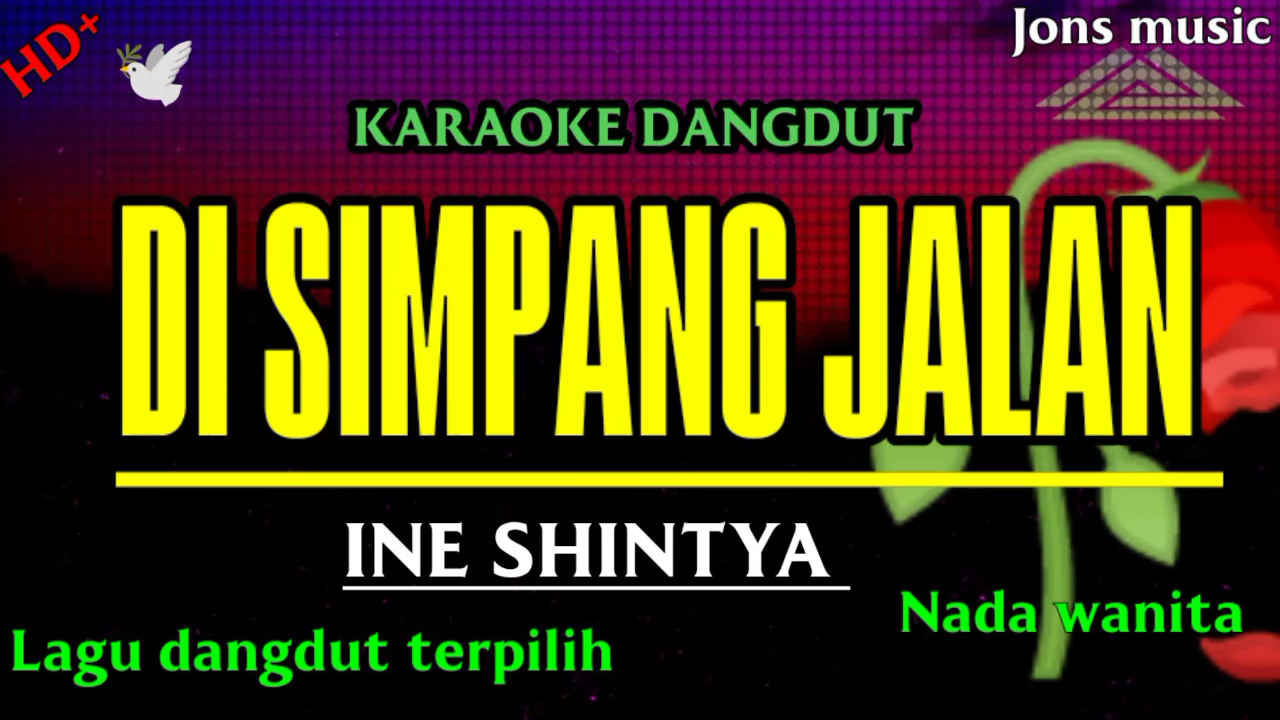 HD+
Jons music
KARAOKE DANGDUT
DI SIMPANG JALAN
INE SHINTYA
Nada wanita
Lagu dangdut terpilih